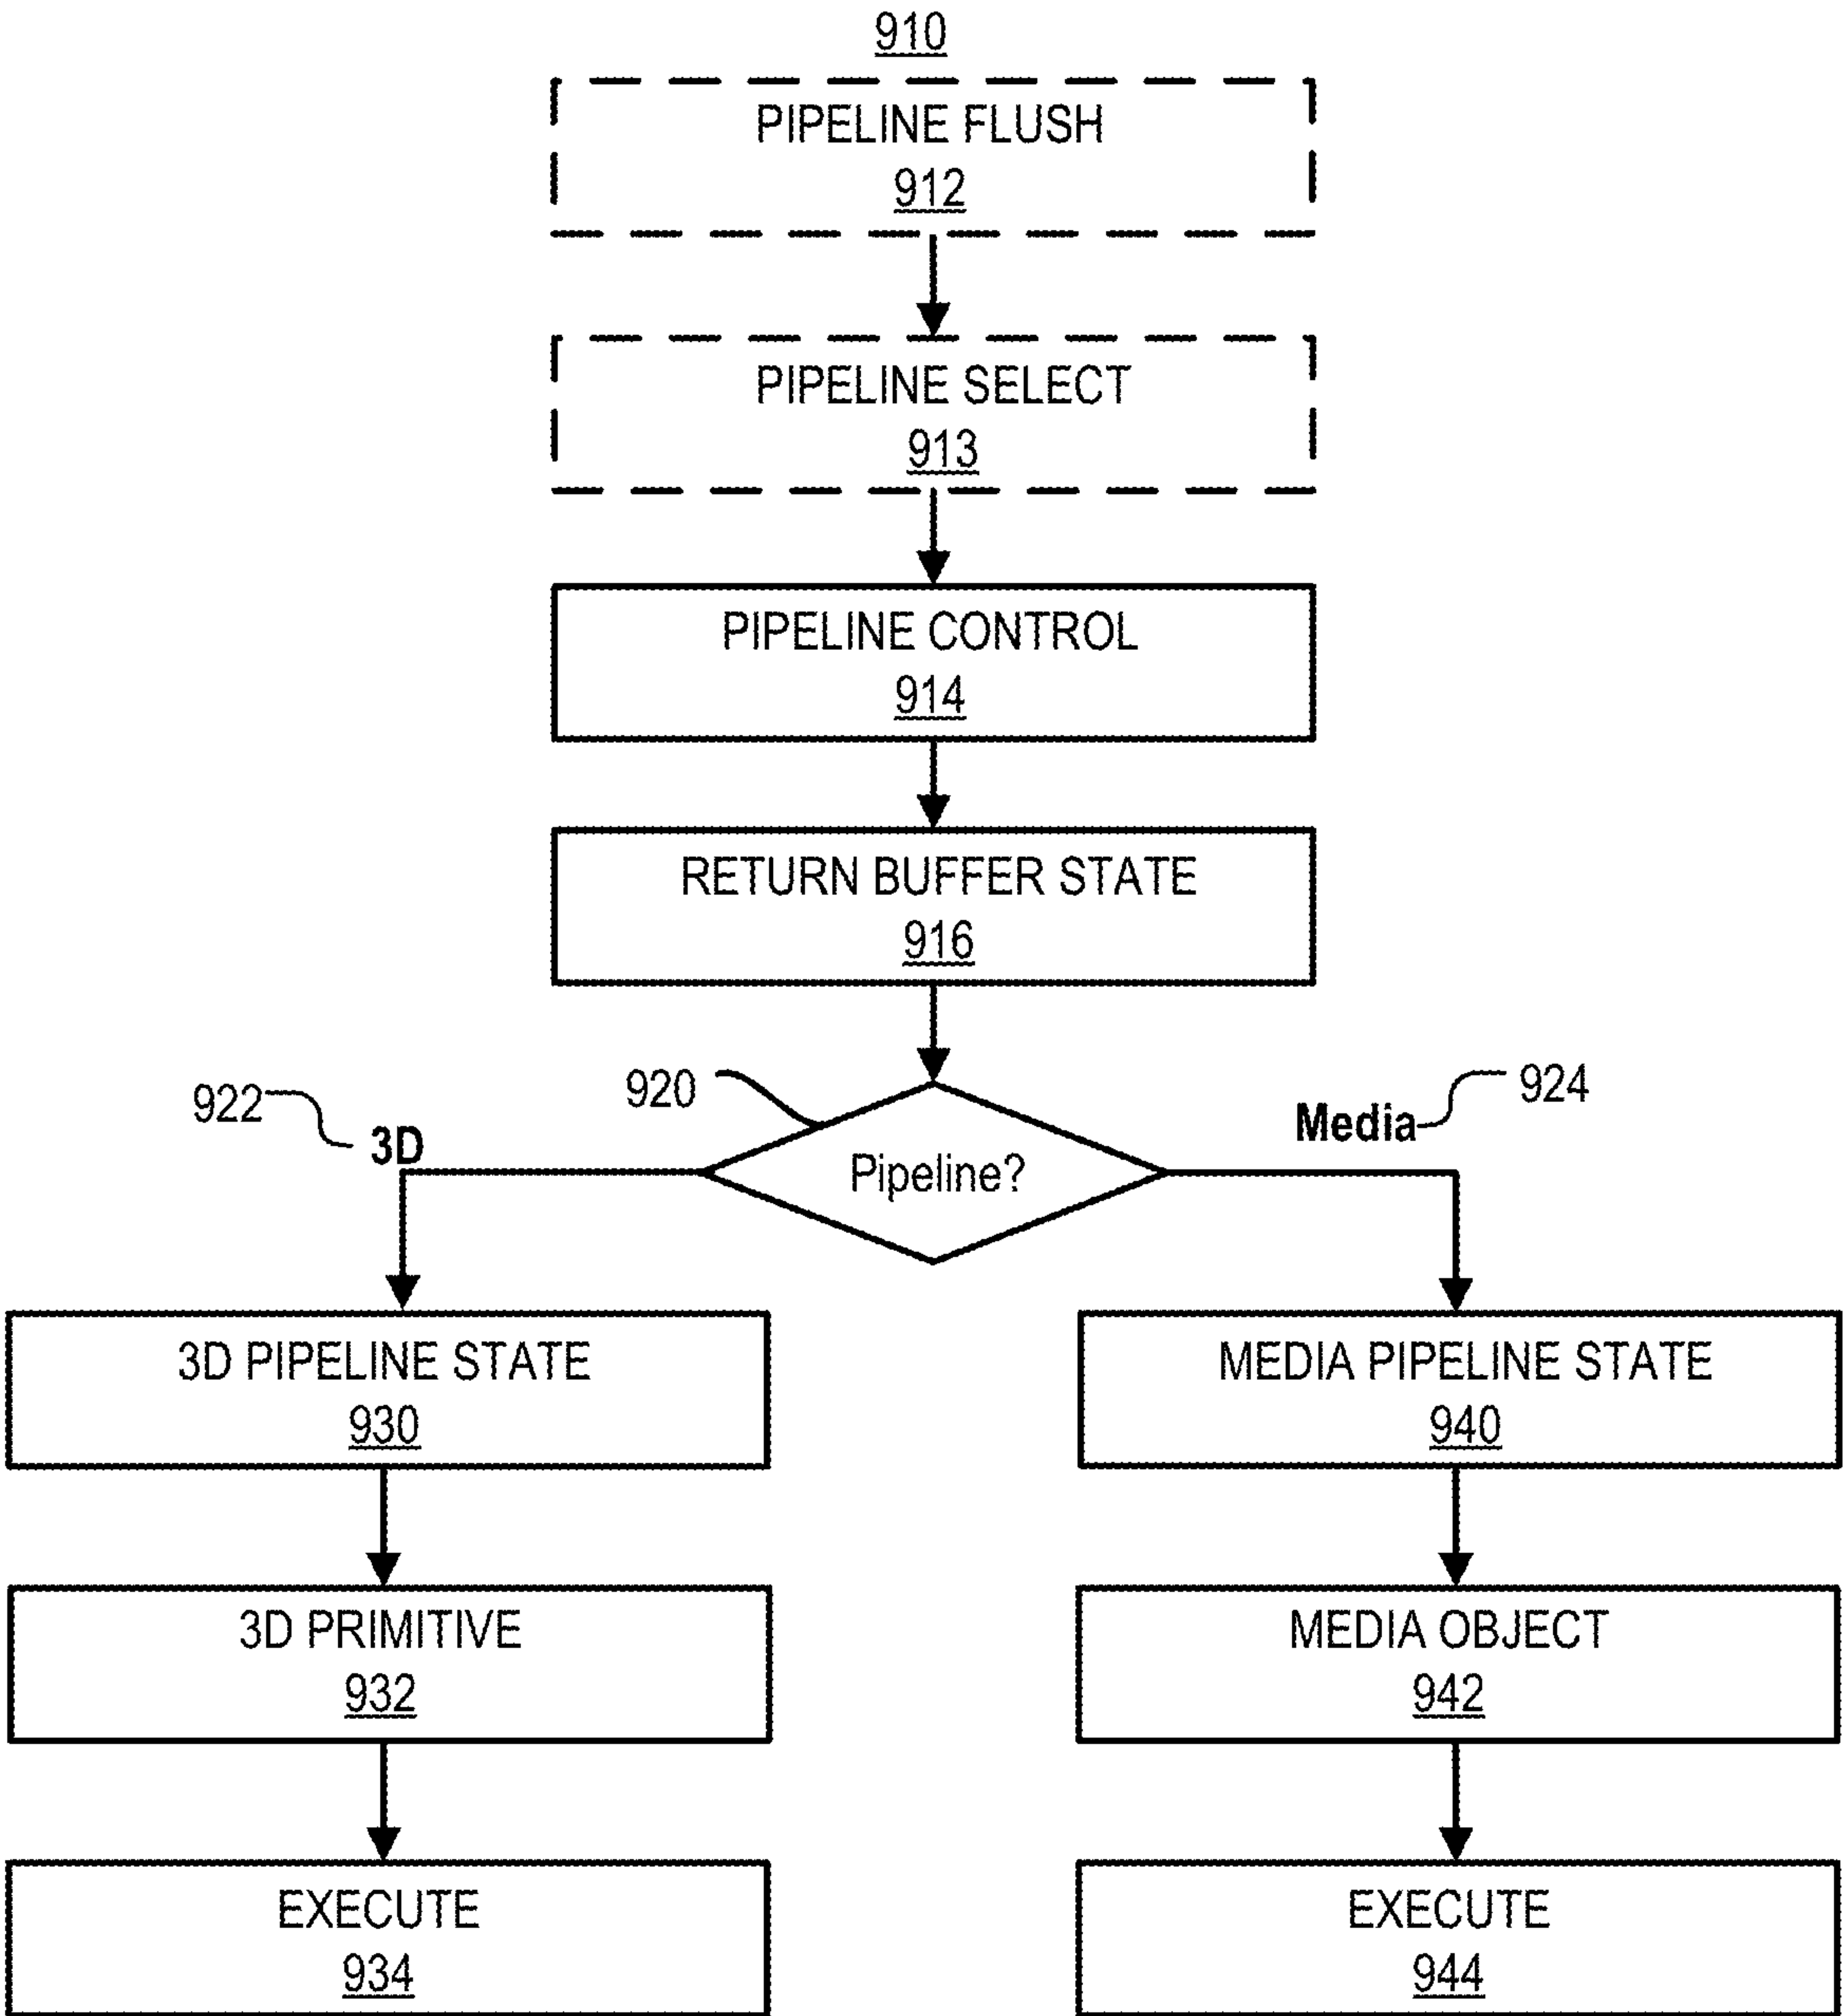 910
PIPELINE FLUSH
912
PIPELINE SELECT
913
PIPELINE CONTROL
914
RETURN BUFFER STATE
916
922
3D
920
Pipeline?
Media
924
3D PIPELINE STATE
930
MEDIA PIPELINE STATE
940
3D PRIMITIVE
932
MEDIA OBJECT
942
EXECUTE
934
EXECUTE
944